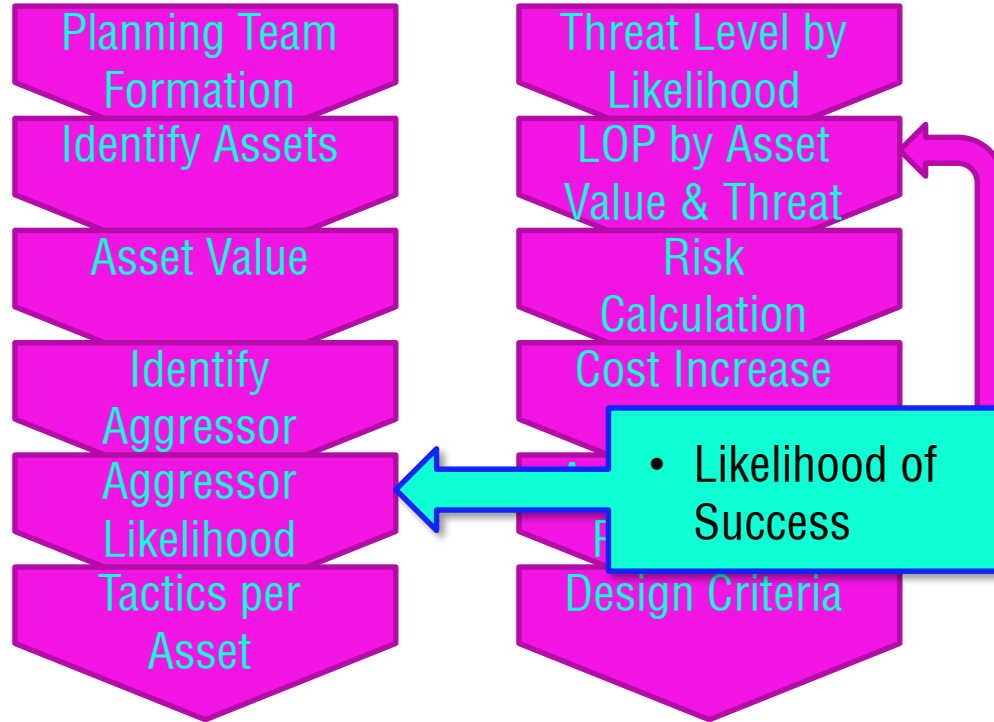 Planning Team
Formation
Identify Assets
Asset Value
Identify
Aggressor
Aggressor
Likelihood
Tactics per
Asset
Threat Level by
Likelihood
LOP by Asset
Value & Threat
Risk
Calculation
Cost Increase
• Likelihood of
Success
Design Criteria